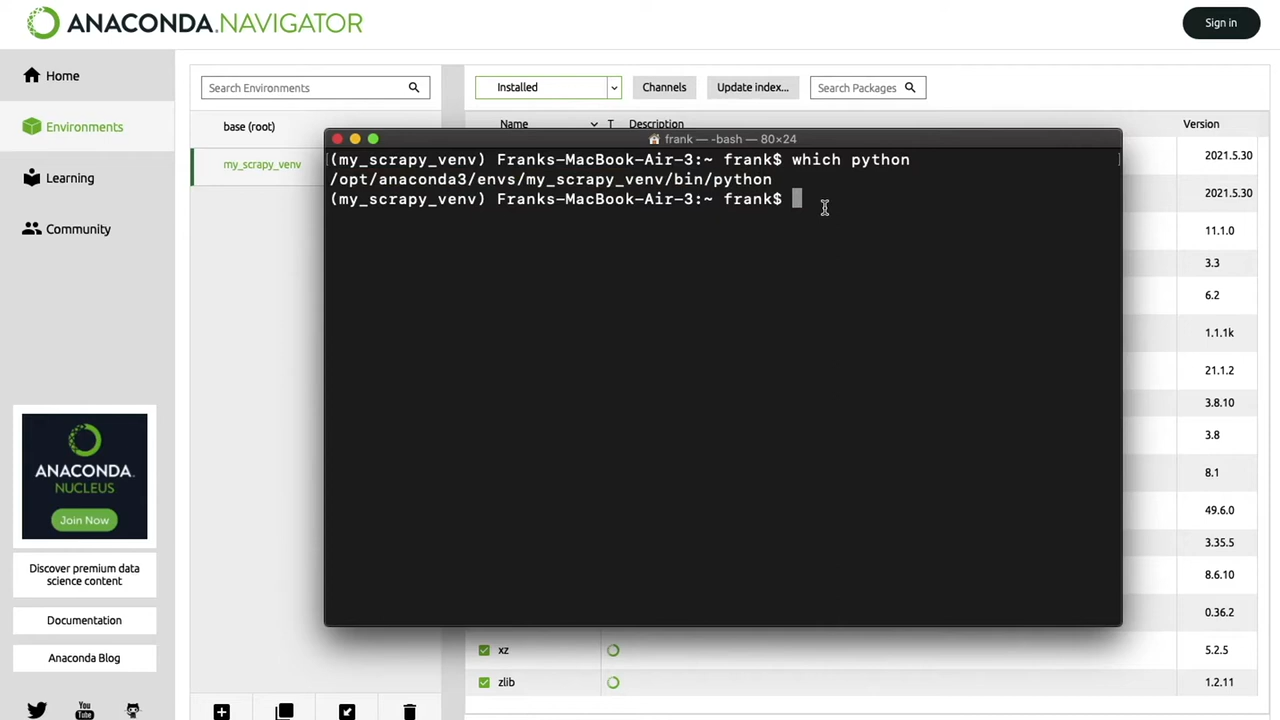 ANACONDA.NAVIGATOR
Sign in
Home
Environments
Learning
Community
Search Environments
base (root)
my_scrapy_venv
Installed
Channels
Update index...
Search Packages
Name
T
Description
Version
frank — -bash — 80×24
(my_scrapy_venv) Franks-MacBook-Air-3:~ frank$ which python
/opt/anaconda3/envs/my_scrapy_venv/bin/python
(my_scrapy_venv) Franks-MacBook-Air-3:~ frank$
2021.5.30
2021.5.30
11.1.0
3.3
6.2
1.1.1k
21.1.2
3.8.10
3.8
8.1
49.6.0
3.35.5
8.6.10
0.36.2
xz
5.2.5
zlib
1.2.11
ANACONDA
NUCLEUS
Join Now
Discover premium data
science content
Documentation
Anaconda Blog
You
Tube